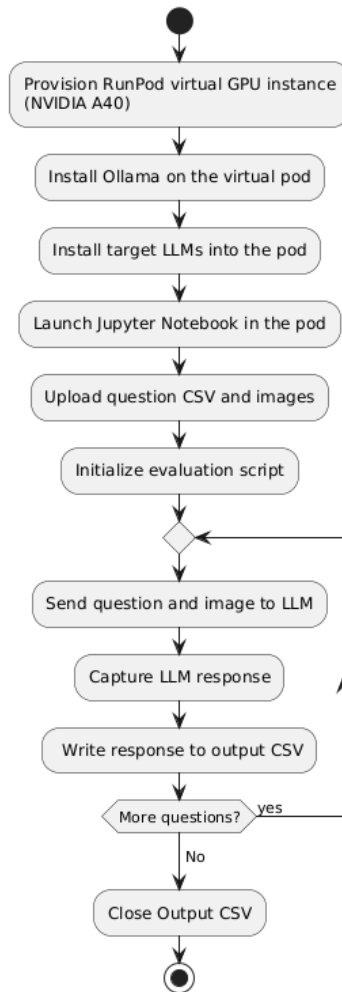 Provision RunPod virtual GPU instance
(NVIDIA A40)
Install Ollama on the virtual pod
Install target LLMs into the pod
Launch Jupyter Notebook in the pod
Upload question CSV and images
Initialize evaluation script
Send question and image to LLM
Capture LLM response
Write response to output CSV
More questions?
yes
No
Close Output CSV